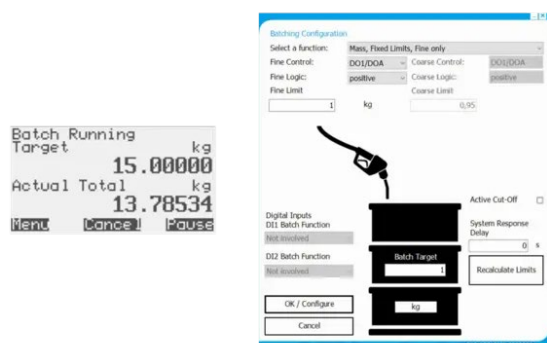 Batch Running
Target kg
15.00000
Actual Total kg
13.78534
Menu Cancel Pause
Batching Configuration
Select a function: Mass, Fixed Limits, Fine only
Fine Control: DO1/DOA Coarse Control: DO1/DOA
Fine Logic: positive Coarse Logic: positive
Fine Limit Coarse Limit
1 kg 0,95
Active Cut-Off
Digital Inputs
DI1 Batch Function
Not involved
System Response
Delay
0 s
DI2 Batch Function
Not involved
Batch Target
1
Recalculate Limits
OK / Configure
kg
Cancel